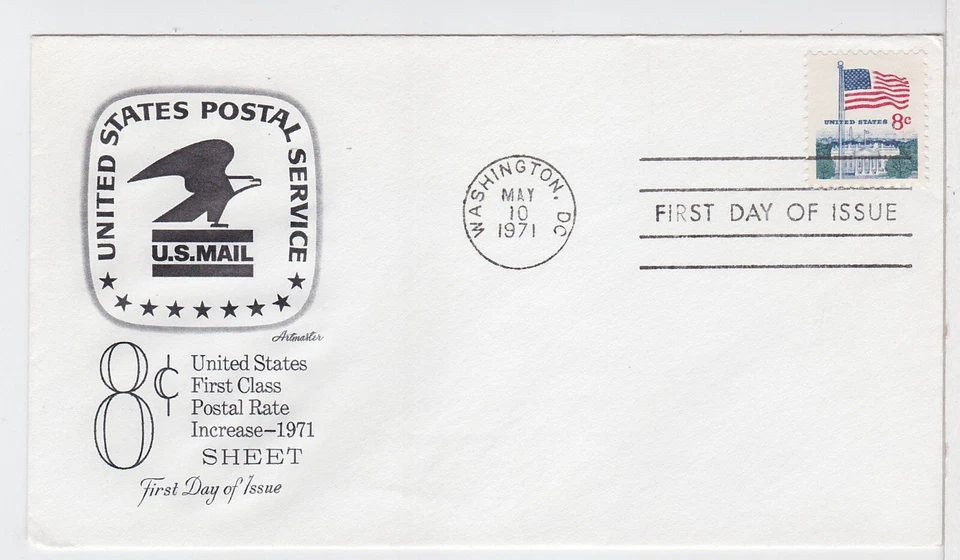 UNITED STATES POSTAL SERVICE
U.S.MAIL
Artmaster
8¢
United States
First Class
Postal Rate
Increase–1971
SHEET
First Day of Issue
WASHINGTON, DC
MAY
10
1971
UNITED STATES 8c
FIRST DAY OF ISSUE